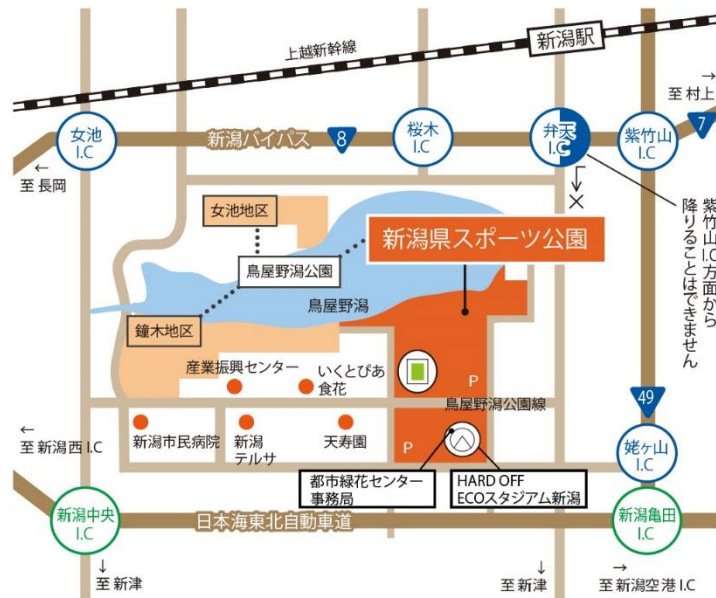 上越新幹線
新潟駅
→
至 村上
7
女池
I.C
新潟バイパス
8
桜木
I.C
弁天
I.C
紫竹山
I.C
←
至 長岡
×
紫竹山I.C方面から
降りることはできません
女池地区
新潟県スポーツ公園
鳥屋野潟公園
鳥屋野潟
鐘木地区
産業振興センター
いくとぴあ
食花
P
鳥屋野潟公園線
49
←
至 新潟西 I.C
新潟市民病院
新潟
テルサ
天寿園
P
姥ヶ山
I.C
都市緑花センター
事務局
HARD OFF
ECOスタジアム新潟
新潟中央
I.C
日本海東北自動車道
新潟亀田
I.C
↓
至 新津
↓
至 新津
→
至 新潟空港 I.C